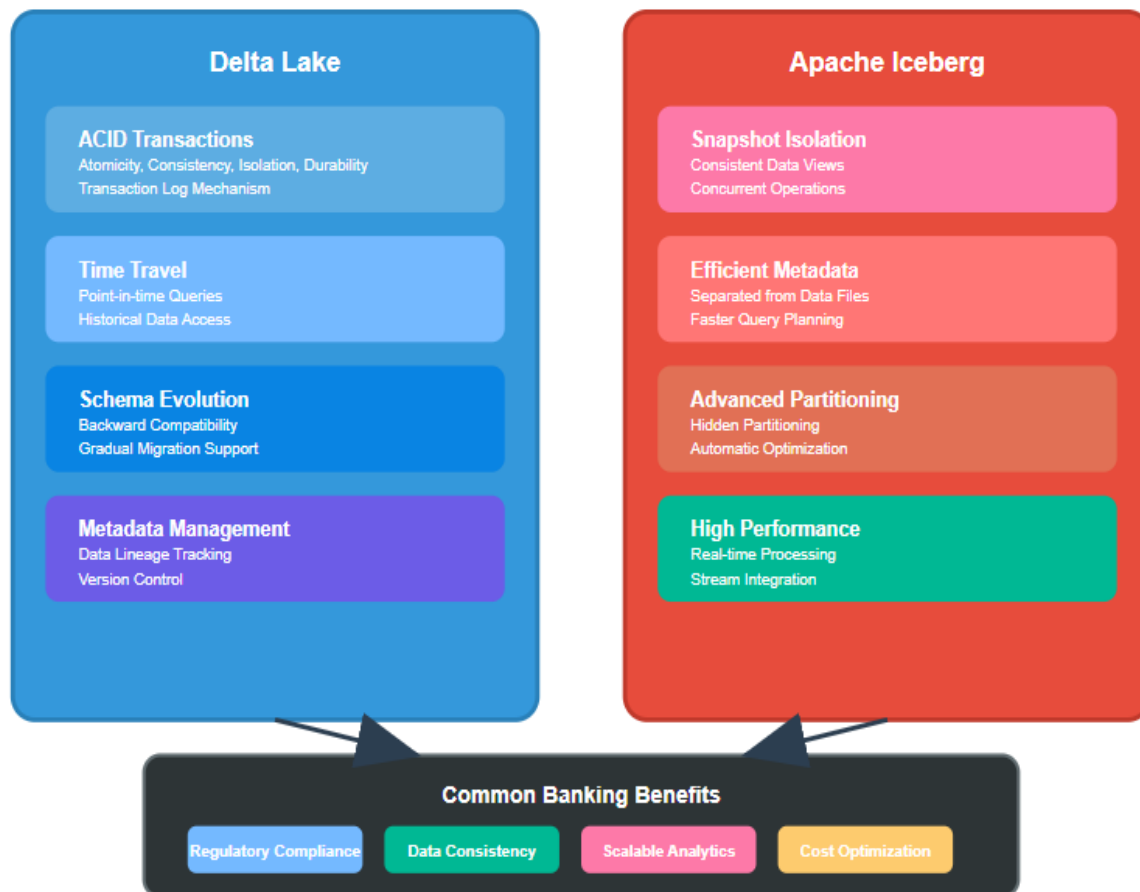 Delta Lake
ACID Transactions
Atomicity, Consistency, Isolation, Durability
Transaction Log Mechanism
Time Travel
Point-in-time Queries
Historical Data Access
Schema Evolution
Backward Compatibility
Gradual Migration Support
Metadata Management
Data Lineage Tracking
Version Control
Apache Iceberg
Snapshot Isolation
Consistent Data Views
Concurrent Operations
Efficient Metadata
Separated from Data Files
Faster Query Planning
Advanced Partitioning
Hidden Partitioning
Automatic Optimization
High Performance
Real-time Processing
Stream Integration
Common Banking Benefits
Regulatory Compliance
Data Consistency
Scalable Analytics
Cost Optimization